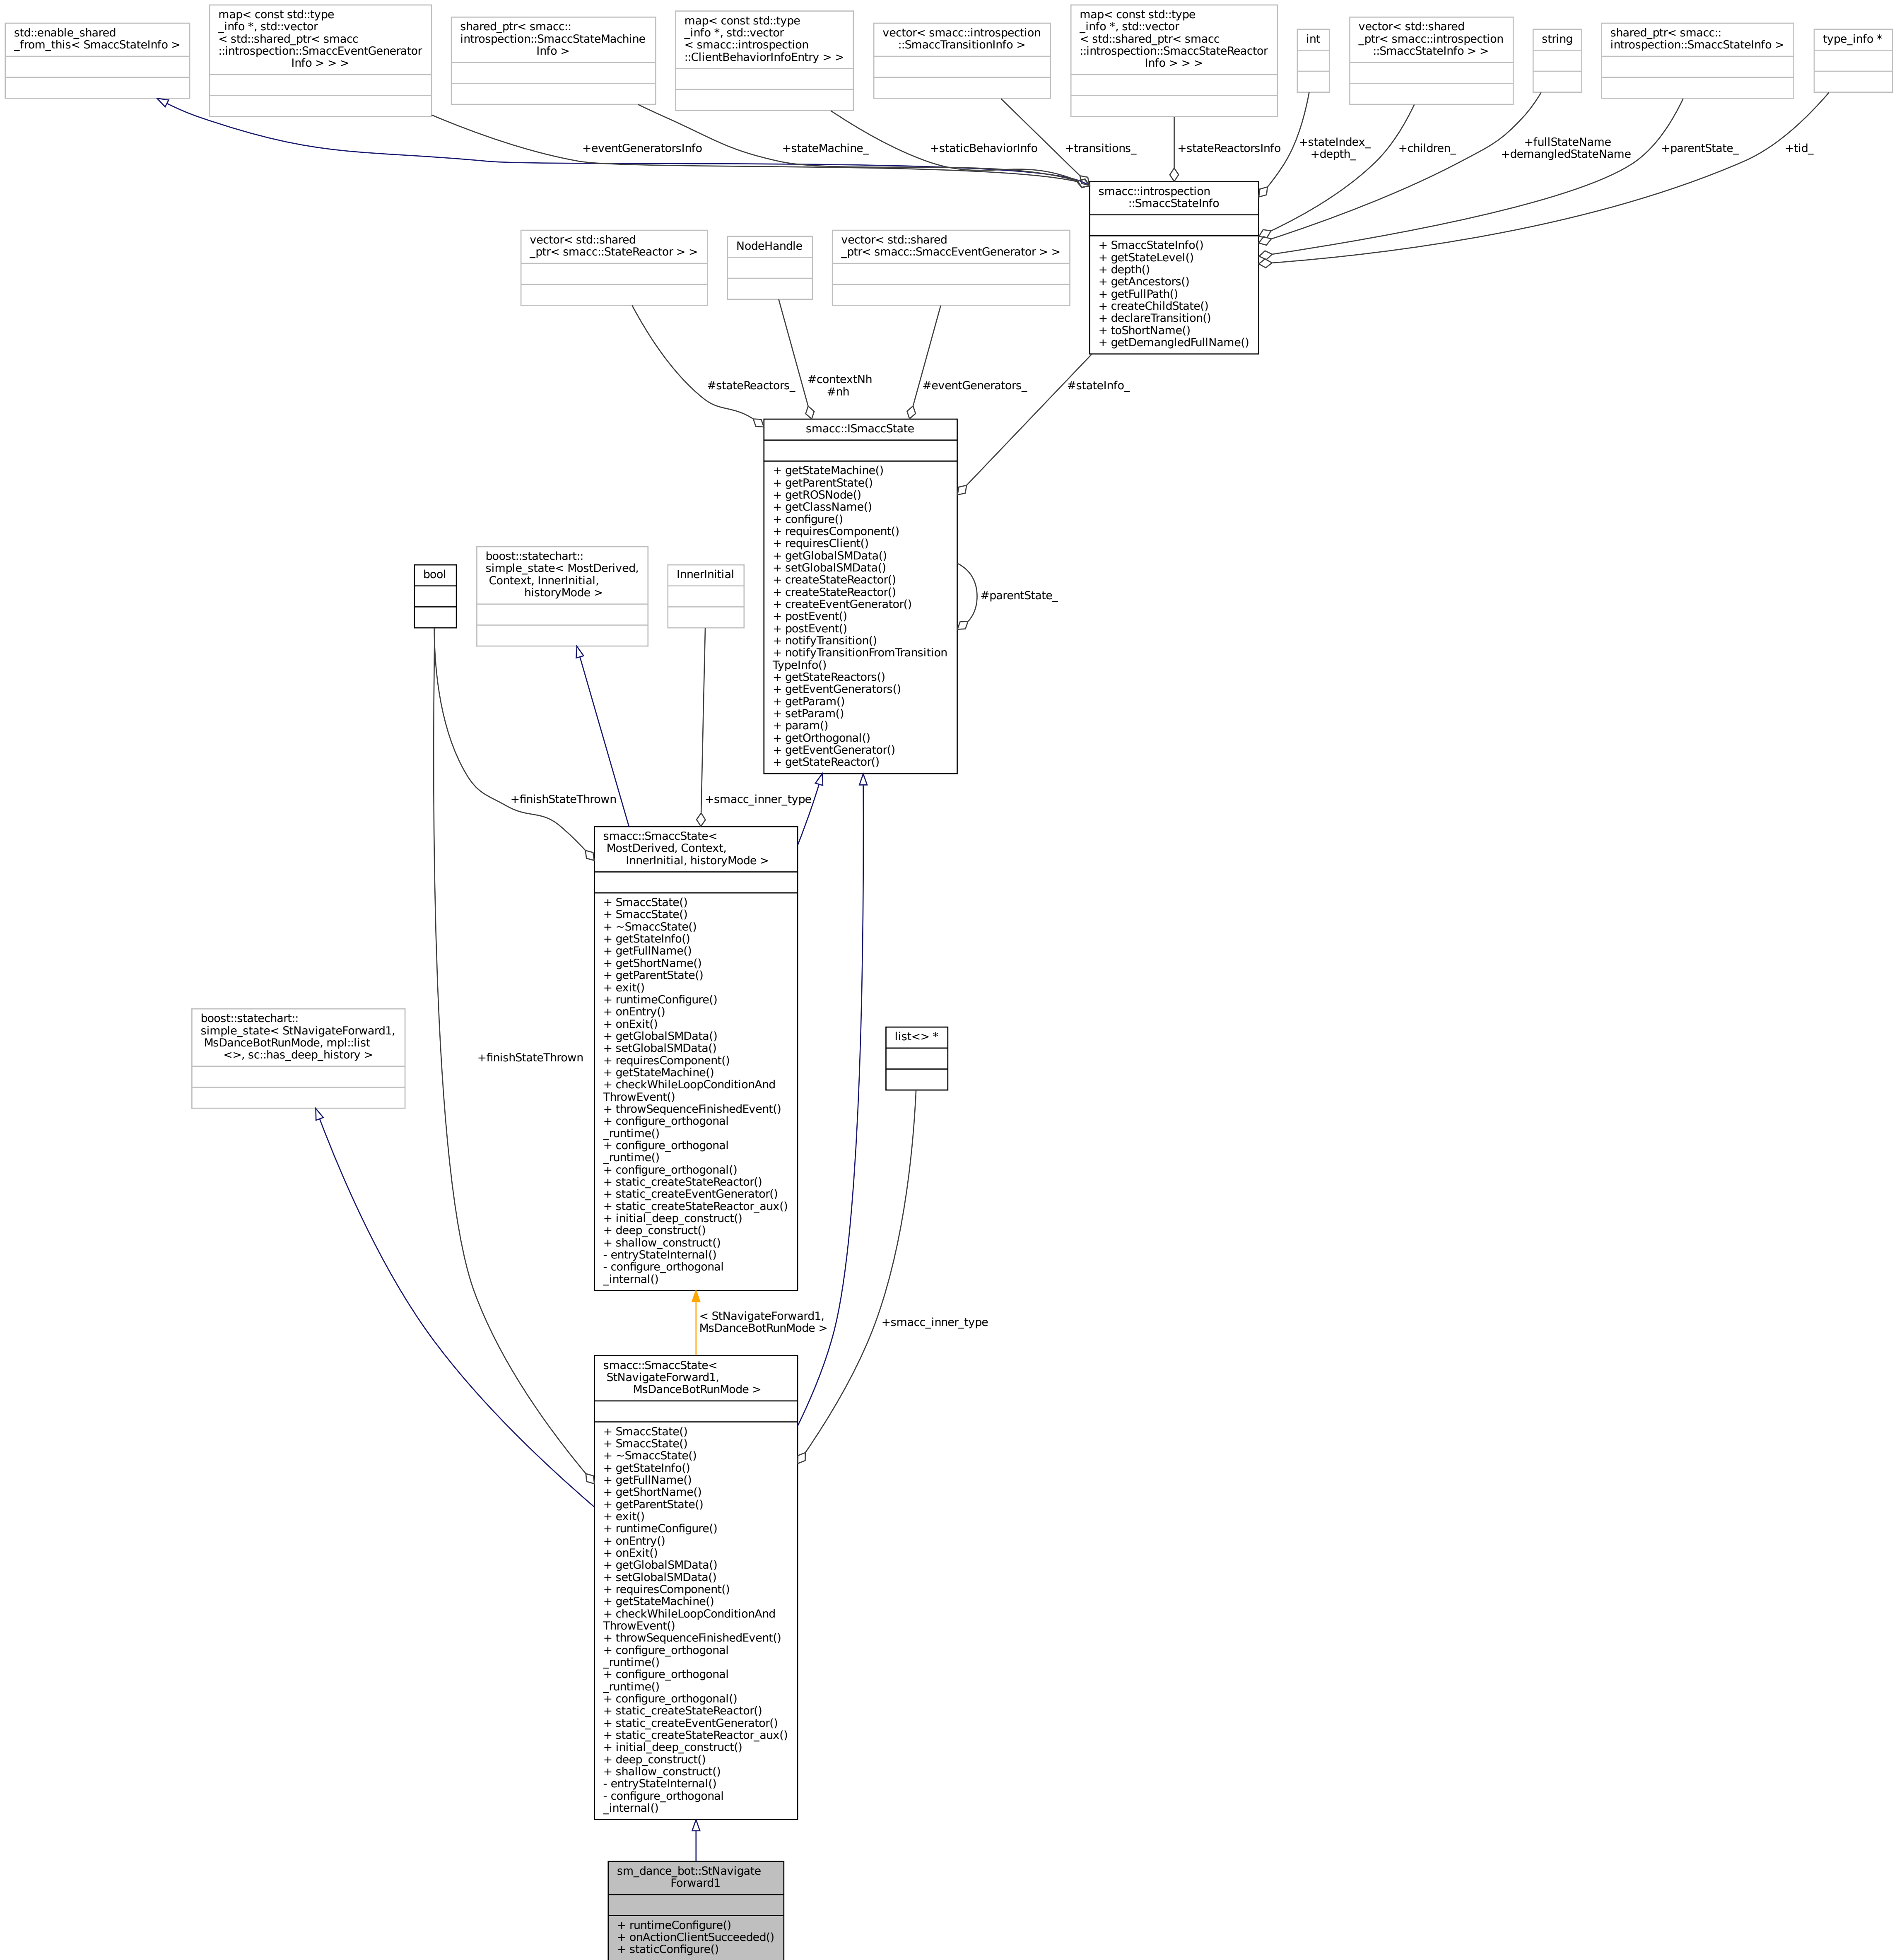 std::enable_shared
_from_this< SmaccStateInfo >
map< const std::type
_info *, std::vector
< std::shared_ptr< smacc
::introspection::SmaccEventGenerator
Info > > >
shared_ptr< smacc::
introspection::SmaccStateMachine
Info >
map< const std::type
_info *, std::vector
< smacc::introspection
::ClientBehaviorInfoEntry > >
vector< smacc::introspection
::SmaccTransitionInfo >
map< const std::type
_info *, std::vector
< std::shared_ptr< smacc
::introspection::SmaccStateReactor
Info > > >
int
vector< std::shared
_ptr< smacc::introspection
::SmaccStateInfo > >
string
shared_ptr< smacc::
introspection::SmaccStateInfo >
type_info *
+eventGeneratorsInfo
+stateMachine_
+staticBehaviorInfo
+transitions_
+stateReactorsInfo
+stateIndex_
+depth_
+children_
+fullStateName
+demangledStateName
+parentState_
+tid_
smacc::introspection
::SmaccStateInfo
+ SmaccStateInfo()
+ getStateLevel()
+ depth()
+ getAncestors()
+ getFullPath()
+ createChildState()
+ declareTransition()
+ toShortName()
+ getDemangledFullName()
vector< std::shared
_ptr< smacc::StateReactor > >
NodeHandle
vector< std::shared
_ptr< smacc::SmaccEventGenerator > >
#stateReactors_
#contextNh
#nh
#eventGenerators_
#stateInfo_
smacc::ISmaccState
+ getStateMachine()
+ getParentState()
+ getROSNode()
+ getClassName()
+ configure()
+ requiresComponent()
+ requiresClient()
+ getGlobalSMData()
+ setGlobalSMData()
+ createStateReactor()
+ createStateReactor()
+ createEventGenerator()
+ postEvent()
+ postEvent()
+ notifyTransition()
+ notifyTransitionFromTransition
TypeInfo()
+ getStateReactors()
+ getEventGenerators()
+ getParam()
+ setParam()
+ param()
+ getOrthogonal()
+ getEventGenerator()
+ getStateReactor()
#parentState_
bool
boost::statechart::
simple_state< MostDerived,
Context, InnerInitial,
historyMode >
InnerInitial
+finishStateThrown
+smacc_inner_type
smacc::SmaccState<
MostDerived, Context,
InnerInitial, historyMode >
+ SmaccState()
+ SmaccState()
+ ~SmaccState()
+ getStateInfo()
+ getFullName()
+ getShortName()
+ getParentState()
+ exit()
+ runtimeConfigure()
+ onEntry()
+ onExit()
+ getGlobalSMData()
+ setGlobalSMData()
+ requiresComponent()
+ getStateMachine()
+ checkWhileLoopConditionAnd
ThrowEvent()
+ throwSequenceFinishedEvent()
+ configure_orthogonal
_runtime()
+ configure_orthogonal
_runtime()
+ configure_orthogonal()
+ static_createStateReactor()
+ static_createEventGenerator()
+ static_createStateReactor_aux()
+ initial_deep_construct()
+ deep_construct()
+ shallow_construct()
- entryStateInternal()
- configure_orthogonal
_internal()
boost::statechart::
simple_state< StNavigateForward1,
MsDanceBotRunMode, mpl::list
<>, sc::has_deep_history >
+finishStateThrown
list<> *
< StNavigateForward1,
MsDanceBotRunMode >
+smacc_inner_type
smacc::SmaccState<
StNavigateForward1,
MsDanceBotRunMode >
+ SmaccState()
+ SmaccState()
+ ~SmaccState()
+ getStateInfo()
+ getFullName()
+ getShortName()
+ getParentState()
+ exit()
+ runtimeConfigure()
+ onEntry()
+ onExit()
+ getGlobalSMData()
+ setGlobalSMData()
+ requiresComponent()
+ getStateMachine()
+ checkWhileLoopConditionAnd
ThrowEvent()
+ throwSequenceFinishedEvent()
+ configure_orthogonal
_runtime()
+ configure_orthogonal
_runtime()
+ configure_orthogonal()
+ static_createStateReactor()
+ static_createEventGenerator()
+ static_createStateReactor_aux()
+ initial_deep_construct()
+ deep_construct()
+ shallow_construct()
- entryStateInternal()
- configure_orthogonal
_internal()
sm_dance_bot::StNavigate
Forward1
+ runtimeConfigure()
+ onActionClientSucceeded()
+ staticConfigure()